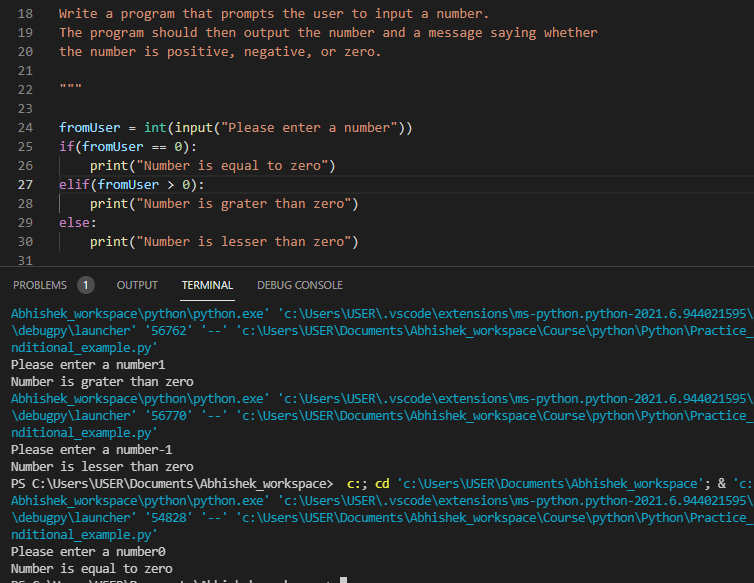 18 Write a program that prompts the user to input a number.
19 The program should then output the number and a message saying whether
20 the number is positive, negative, or zero.
21
22 """
23
24 fromUser = int(input("Please enter a number"))
25 if(fromUser == 0):
26 print("Number is equal to zero")
27 elif(fromUser > 0):
28 print("Number is grater than zero")
29 else:
30 print("Number is lesser than zero")
31
PROBLEMS 1 OUTPUT TERMINAL DEBUG CONSOLE
Abhishek_workspace\python\python.exe' 'c:\Users\USER\.vscode\extensions\ms-python.python-2021.6.944021595\
\debugpy\launcher' '56762' '--' 'c:\Users\USER\Documents\Abhishek_workspace\Course\python\Python\Practice_
nditional_example.py'
Please enter a number1
Number is grater than zero
Abhishek_workspace\python\python.exe' 'c:\Users\USER\.vscode\extensions\ms-python.python-2021.6.944021595\
\debugpy\launcher' '56770' '--' 'c:\Users\USER\Documents\Abhishek_workspace\Course\python\Python\Practice_
nditional_example.py'
Please enter a number-1
Number is lesser than zero
PS C:\Users\USER\Documents\Abhishek_workspace> c:; cd 'c:\Users\USER\Documents\Abhishek_workspace'; & 'c:
Abhishek_workspace\python\python.exe' 'c:\Users\USER\.vscode\extensions\ms-python.python-2021.6.944021595\
\debugpy\launcher' '54828' '--' 'c:\Users\USER\Documents\Abhishek_workspace\Course\python\Python\Practice_
nditional_example.py'
Please enter a number0
Number is equal to zero
PS C:\Users\USER\Documents\Abhishek_workspace>